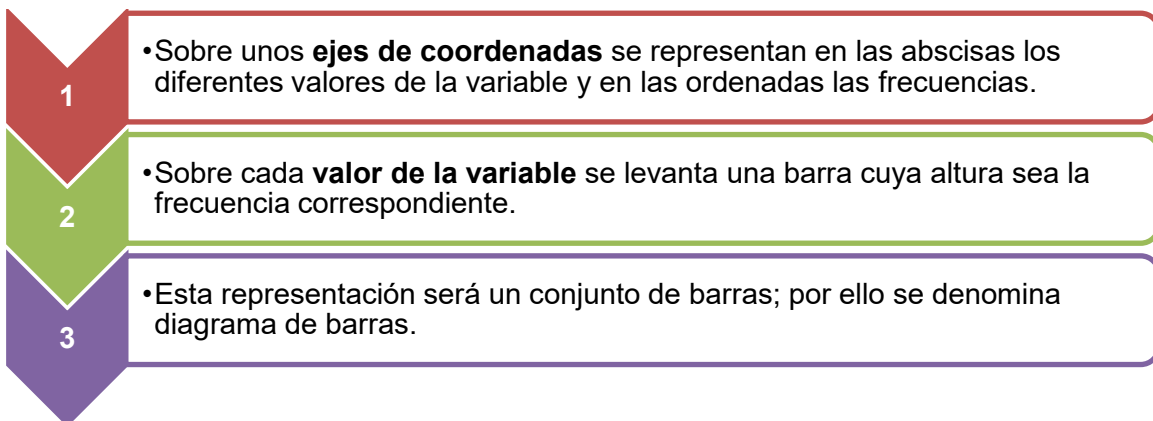 1
•Sobre unos ejes de coordenadas se representan en las abscisas los
diferentes valores de la variable y en las ordenadas las frecuencias.
2
•Sobre cada valor de la variable se levanta una barra cuya altura sea la
frecuencia correspondiente.
3
•Esta representación será un conjunto de barras; por ello se denomina
diagrama de barras.